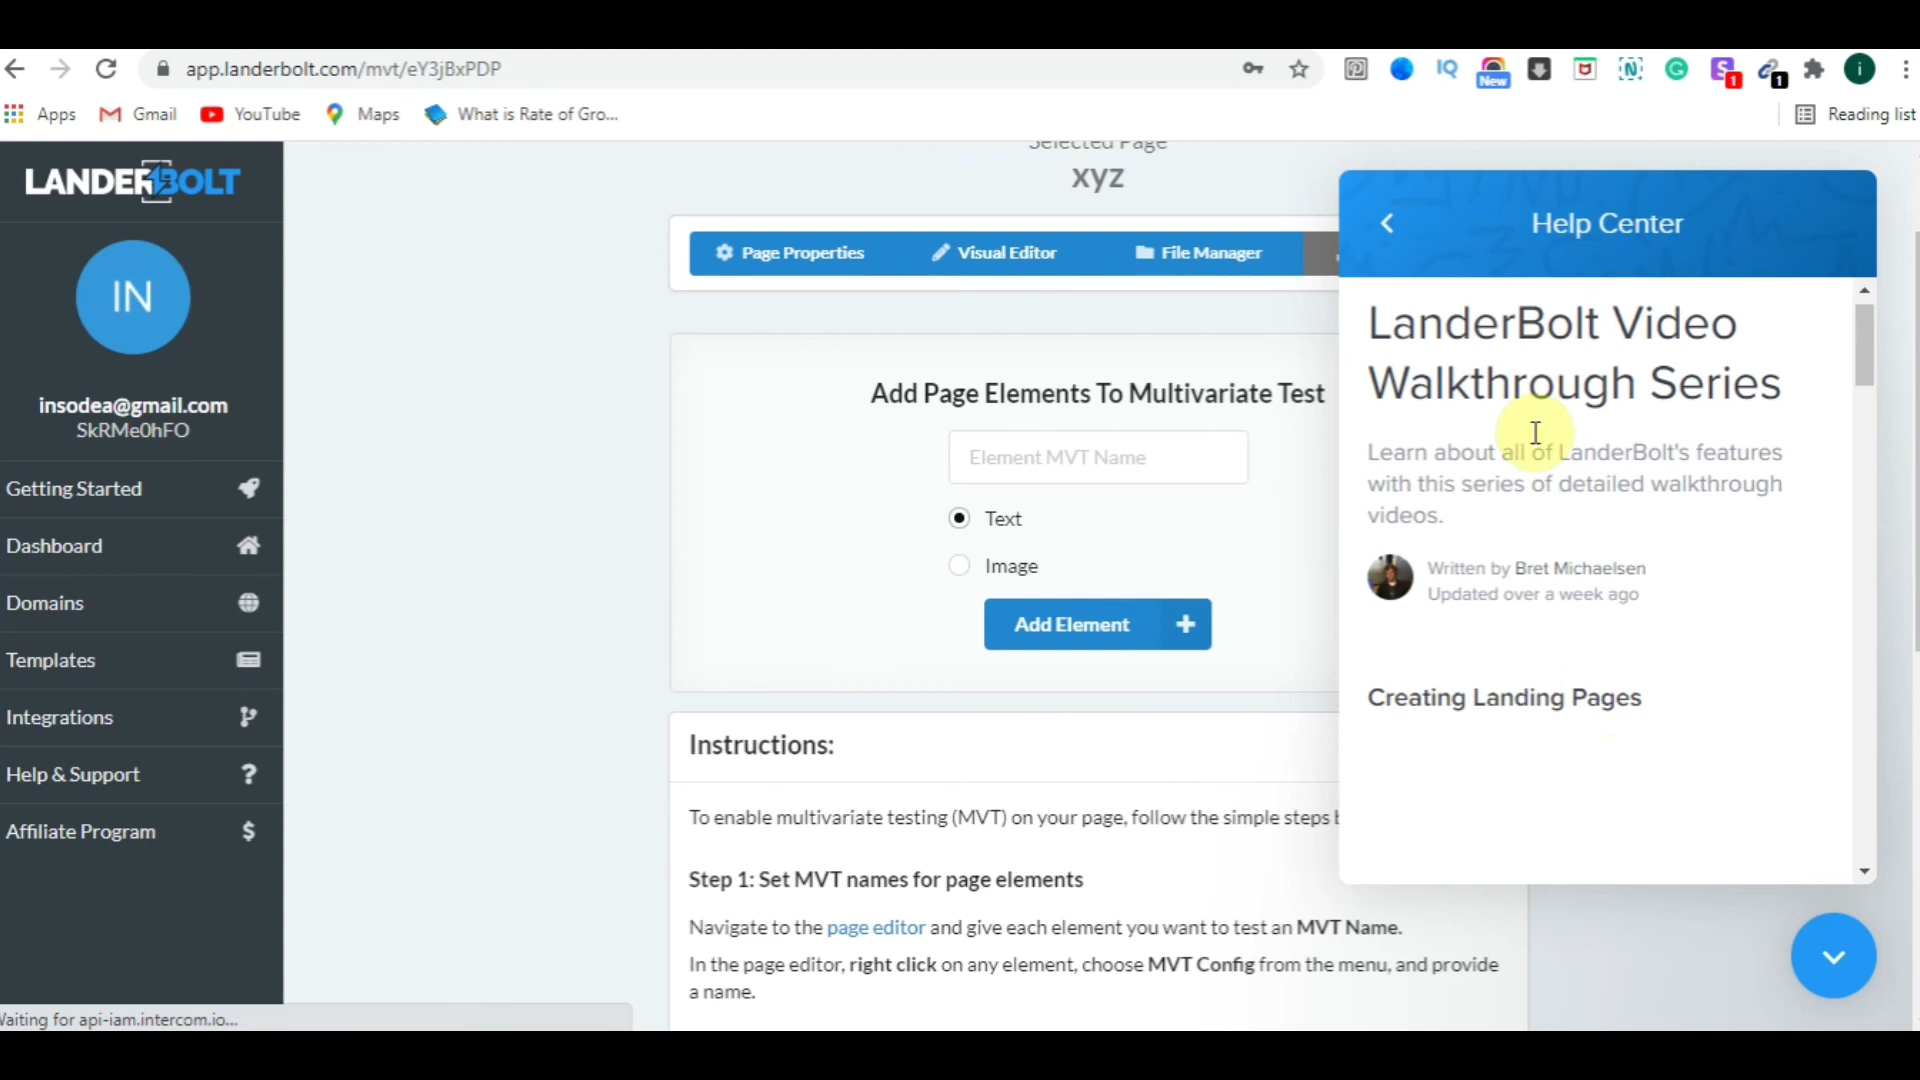 app.landerbolt.com/mvt/eY3jBxPDP
IQ
New
1
1
i
Apps
Gmail
YouTube
Maps
What is Rate of Gro...
Reading list
LANDERBOLT
IN
insodea@gmail.com
SkRMe0hFO
Getting Started
Dashboard
Domains
Templates
Integrations
Help & Support
Affiliate Program
Selected Page
xyz
Page Properties
Visual Editor
File Manager
Add Page Elements To Multivariate Test
Element MVT Name
Text
Image
Add Element
Instructions:
To enable multivariate testing (MVT) on your page, follow the simple steps
Step 1: Set MVT names for page elements
Navigate to the page editor and give each element you want to test an MVT Name.
In the page editor, right click on any element, choose MVT Config from the menu, and provide
a name.
Help Center
LanderBolt Video
Walkthrough Series
Learn about all of LanderBolt's features
with this series of detailed walkthrough
videos.
Written by Bret Michaelsen
Updated over a week ago
Creating Landing Pages
Waiting for api-iam.intercom.io...